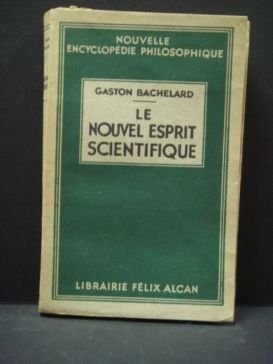 NOUVELLE
ENCYCLOPÉDIE PHILOSOPHIQUE
GASTON BACHELARD
LE
NOUVEL ESPRIT
SCIENTIFIQUE
LIBRAIRIE FÉLIX ALCAN